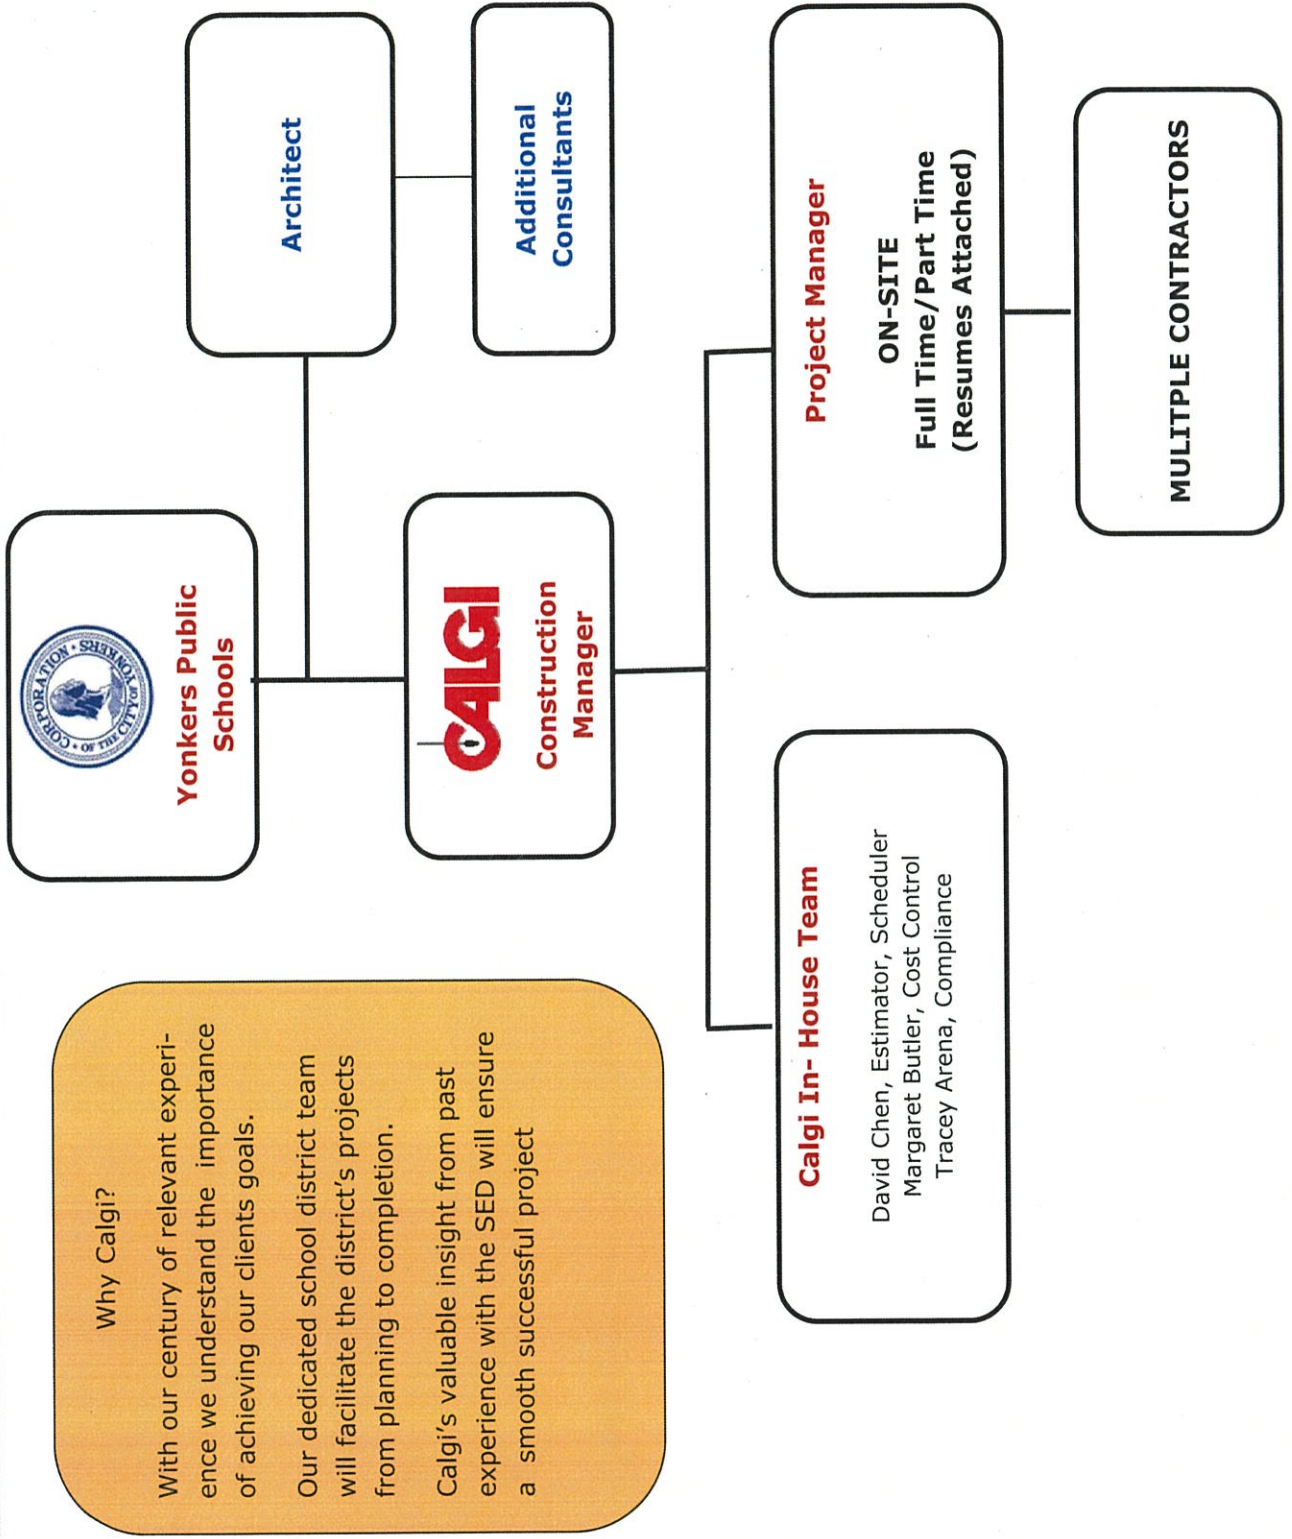 Why Calgi?
With our century of relevant experi-
ence we understand the importance
of achieving our clients goals.
Our dedicated school district team
will facilitate the district's projects
from planning to completion.
Calgi's valuable insight from past
experience with the SED will ensure
a smooth successful project
CORPORATION
OF THE CITY OF YONKERS
Yonkers Public
Schools
Architect
Additional
Consultants
CALGI
Construction
Manager
Calgi In- House Team
David Chen, Estimator, Scheduler
Margaret Butler, Cost Control
Tracey Arena, Compliance
Project Manager
ON-SITE
Full Time/Part Time
(Resumes Attached)
MULITPLE CONTRACTORS